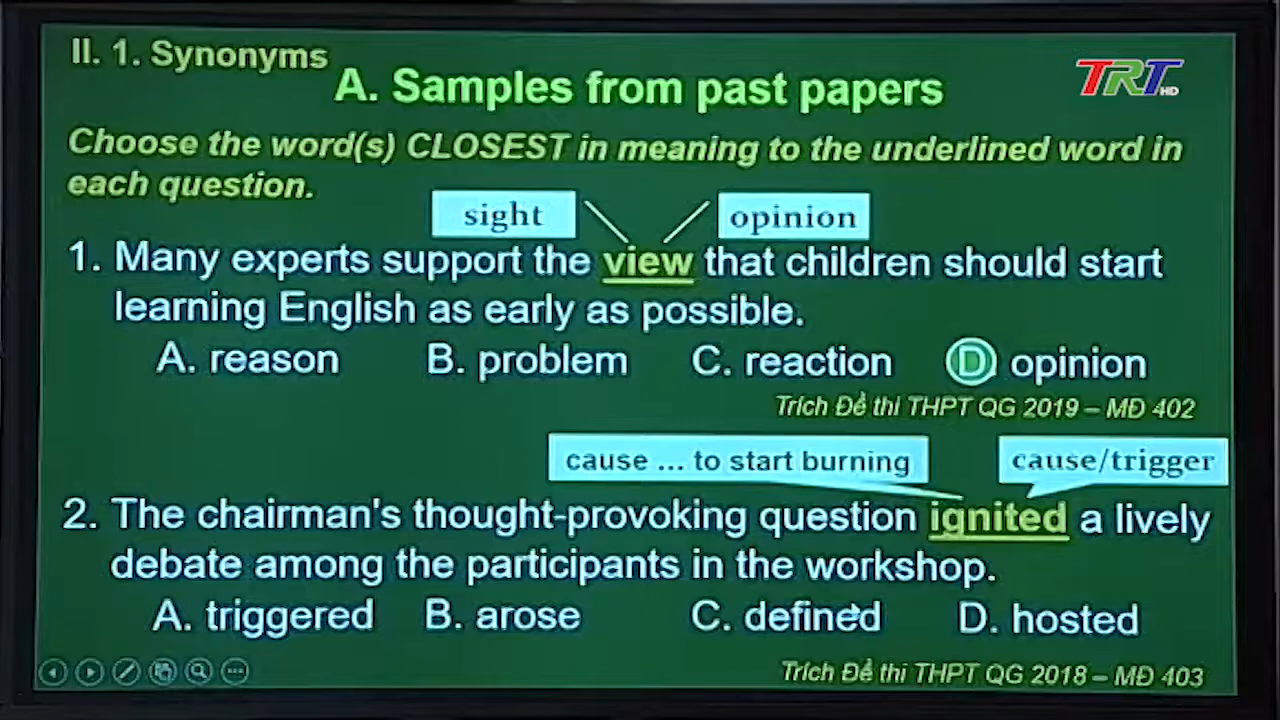 II. 1. Synonyms
A. Samples from past papers
TRT HD
Choose the word(s) CLOSEST in meaning to the underlined word in
each question.
sight
opinion
1. Many experts support the view that children should start
learning English as early as possible.
A. reason B. problem C. reaction D opinion
Trích Đề thi THPT QG 2019 – MĐ 402
cause ... to start burning
cause/trigger
2. The chairman's thought-provoking question ignited a lively
debate among the participants in the workshop.
A. triggered B. arose C. defined D. hosted
Trích Đề thi THPT QG 2018 – MĐ 403